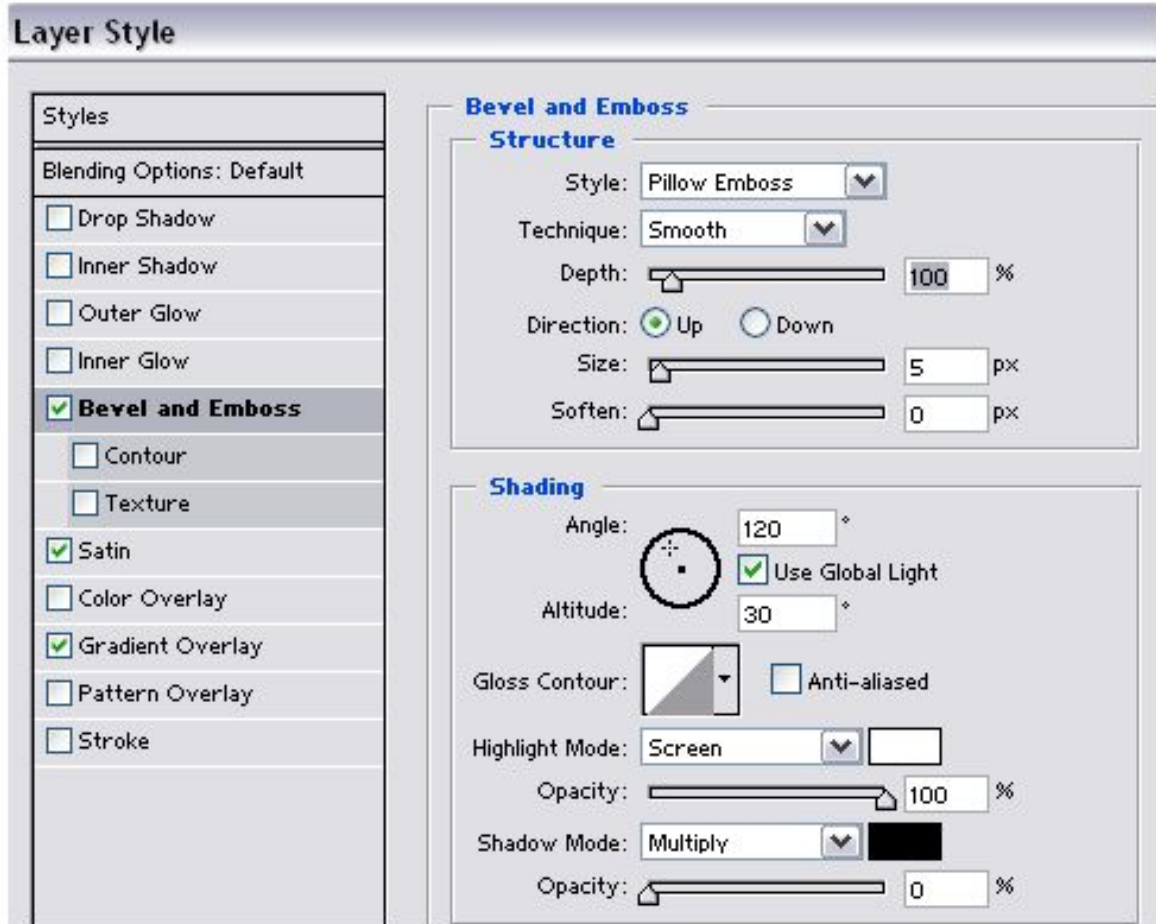 Layer Style
Styles
Blending Options: Default
Drop Shadow
Inner Shadow
Outer Glow
Inner Glow
Bevel and Emboss
Contour
Texture
Satin
Color Overlay
Gradient Overlay
Pattern Overlay
Stroke
Bevel and Emboss
Structure
Style: Pillow Emboss
Technique: Smooth
Depth: 100 %
Direction: Up Down
Size: 5 px
Soften: 0 px
Shading
Angle: 120 °
Use Global Light
Altitude: 30 °
Gloss Contour: Anti-aliased
Highlight Mode: Screen
Opacity: 100 %
Shadow Mode: Multiply
Opacity: 0 %